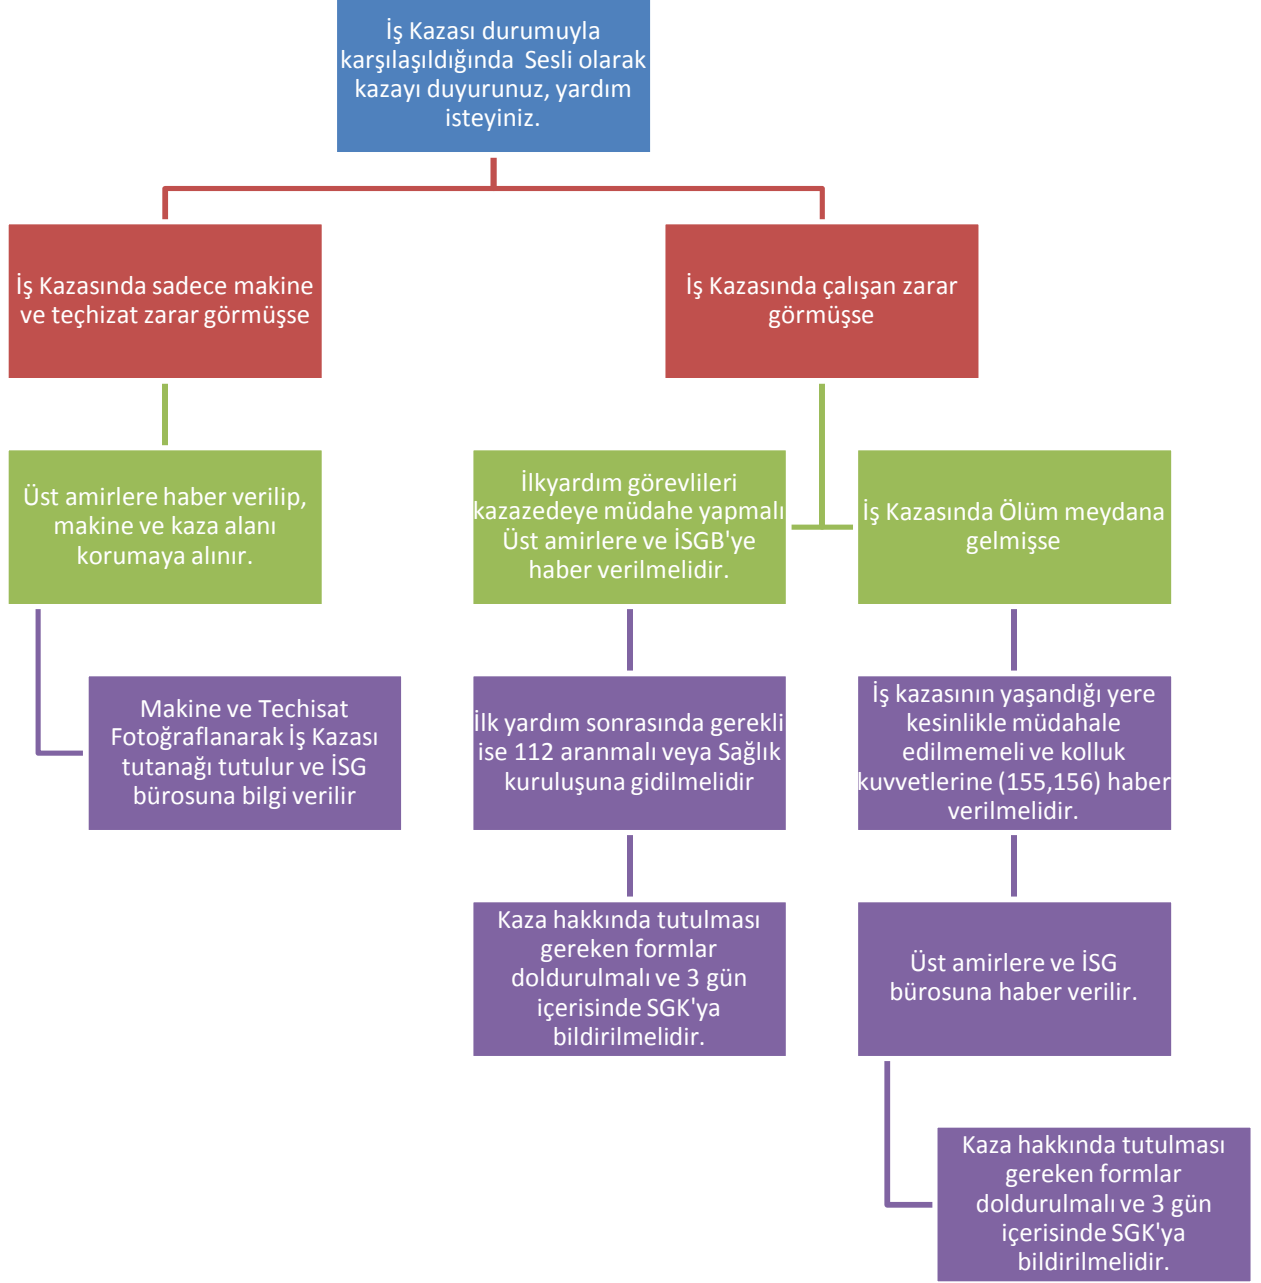 İş Kazası durumuyla
karşılaşıldığında Sesli olarak
kazayı duyurunuz, yardım
isteyiniz.
İş Kazasında sadece makine
ve teçhizat zarar görmüşse
İş Kazasında çalışan zarar
görmüşse
Üst amirlere haber verilip,
makine ve kaza alanı
korumaya alınır.
İlkyardım görevlileri
kazazedeye müdahe yapmalı
Üst amirlere ve İSGB'ye
haber verilmelidir.
İş Kazasında Ölüm meydana
gelmişse
Makine ve Techisat
Fotoğraflanarak İş Kazası
tutanağı tutulur ve İSG
bürosuna bilgi verilir
İlk yardım sonrasında gerekli
ise 112 aranmalı veya Sağlık
kuruluşuna gidilmelidir
İş kazasının yaşandığı yere
kesinlikle müdahale
edilmemeli ve kolluk
kuvvetlerine (155,156) haber
verilmelidir.
Kaza hakkında tutulması
gereken formlar
doldurulmalı ve 3 gün
içerisinde SGK'ya
bildirilmelidir.
Üst amirlere ve İSG
bürosuna haber verilir.
Kaza hakkında tutulması
gereken formlar
doldurulmalı ve 3 gün
içerisinde SGK'ya
bildirilmelidir.